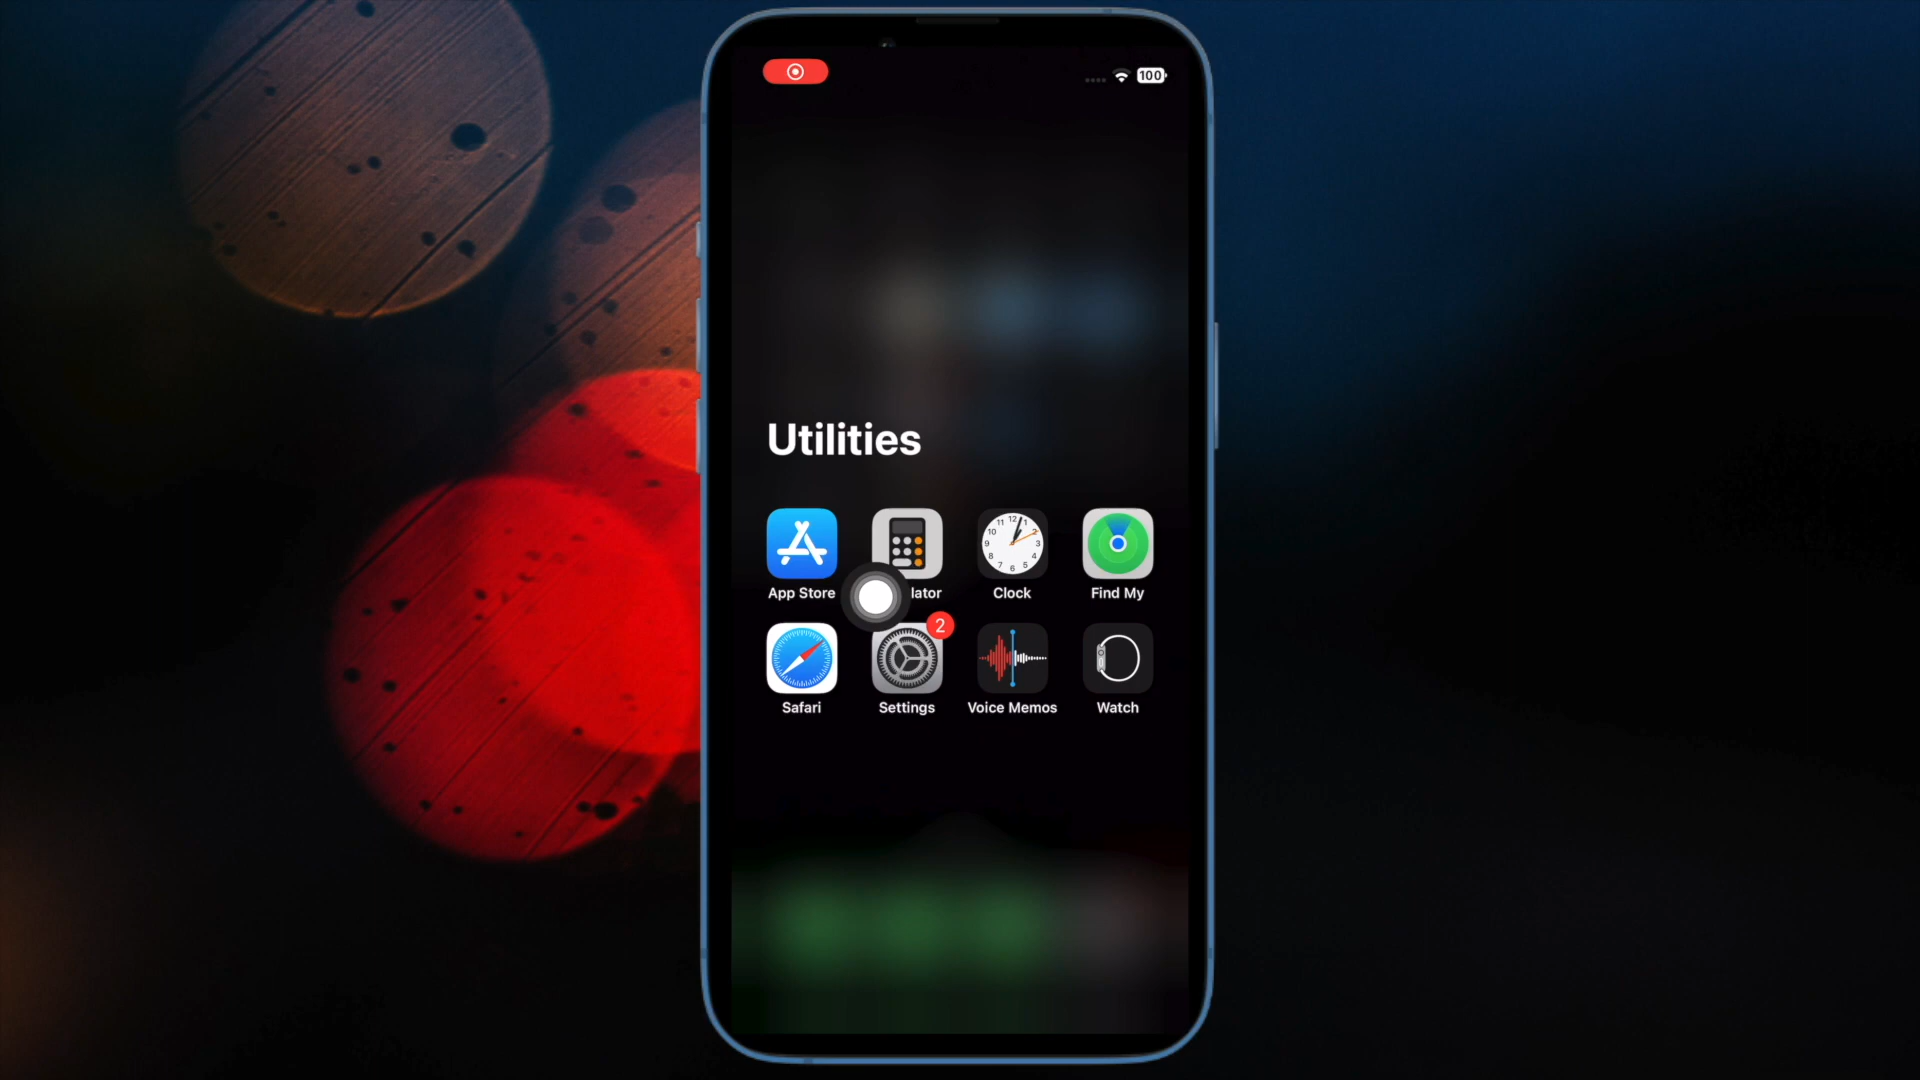 100
Utilities
App Store
lator
Clock
Find My
2
Safari
Settings
Voice Memos
Watch